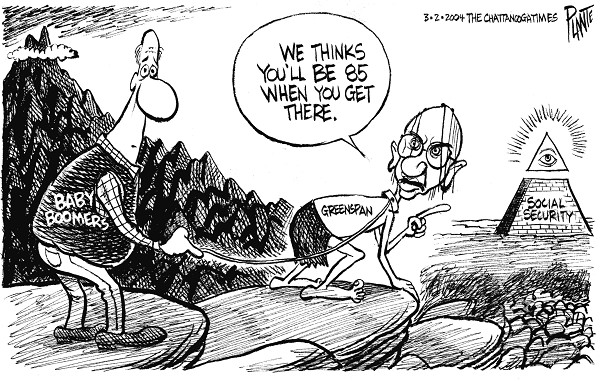 3·2·2004 THE CHATTANOOGA TIMES
PLANTE
WE THINKS
YOU'LL BE 85
WHEN YOU GET
THERE.
BABY
BOOMERS
GREENSPAN
SOCIAL
SECURITY